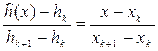 ĥ(x) − h_k / h_{k+1} − h_k = x − x_k / x_{k+1} − x_k